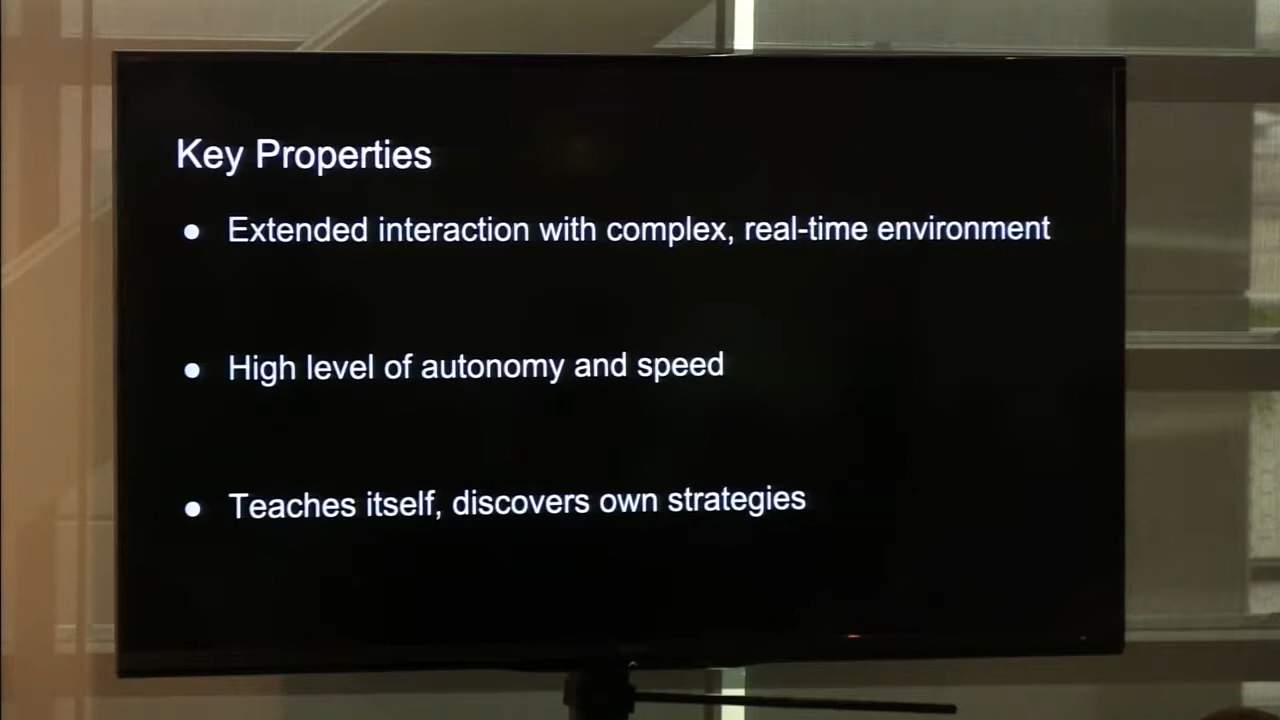 Key Properties
● Extended interaction with complex, real-time environment
● High level of autonomy and speed
● Teaches itself, discovers own strategies